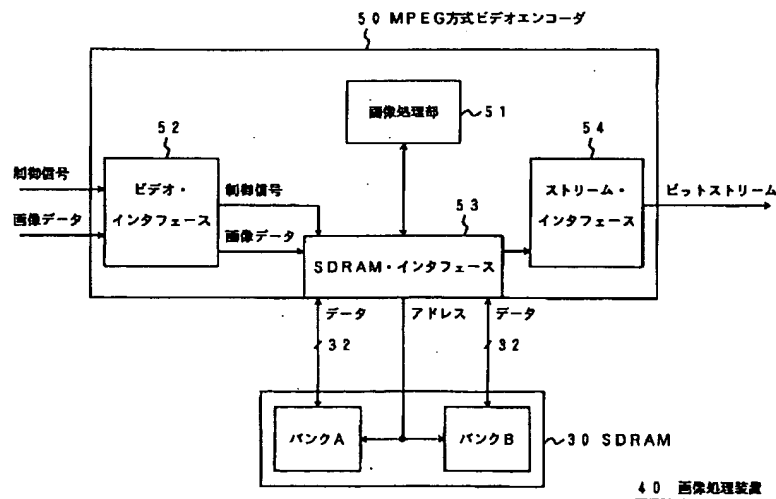 50 MPEG方式ビデオエンコーダ
画像処理部
51
52
54
制御信号
画像データ
ビデオ・
インタフェース
制御信号
画像データ
53
SDRAM・インタフェース
ストリーム・
インタフェース
ビットストリーム
データ
アドレス
データ
32
32
バンクA
バンクB
30 SDRAM
40 画像処理装置